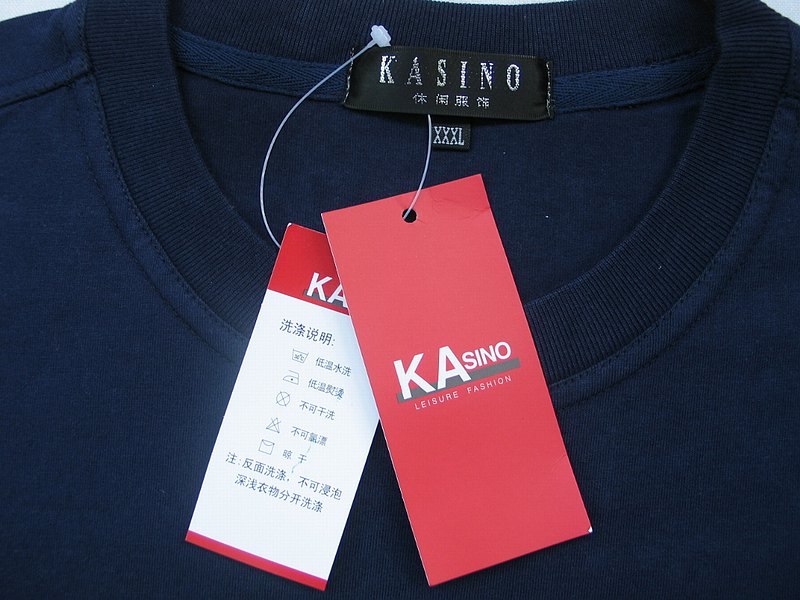 KASINO
休闲服饰
XXXL
KA
洗涤说明:
低温水洗
低温熨烫
不可干洗
不可氯漂
晾干
注:反面洗涤,不可浸泡
深浅衣物分开洗涤
KASINO
LEISURE FASHION